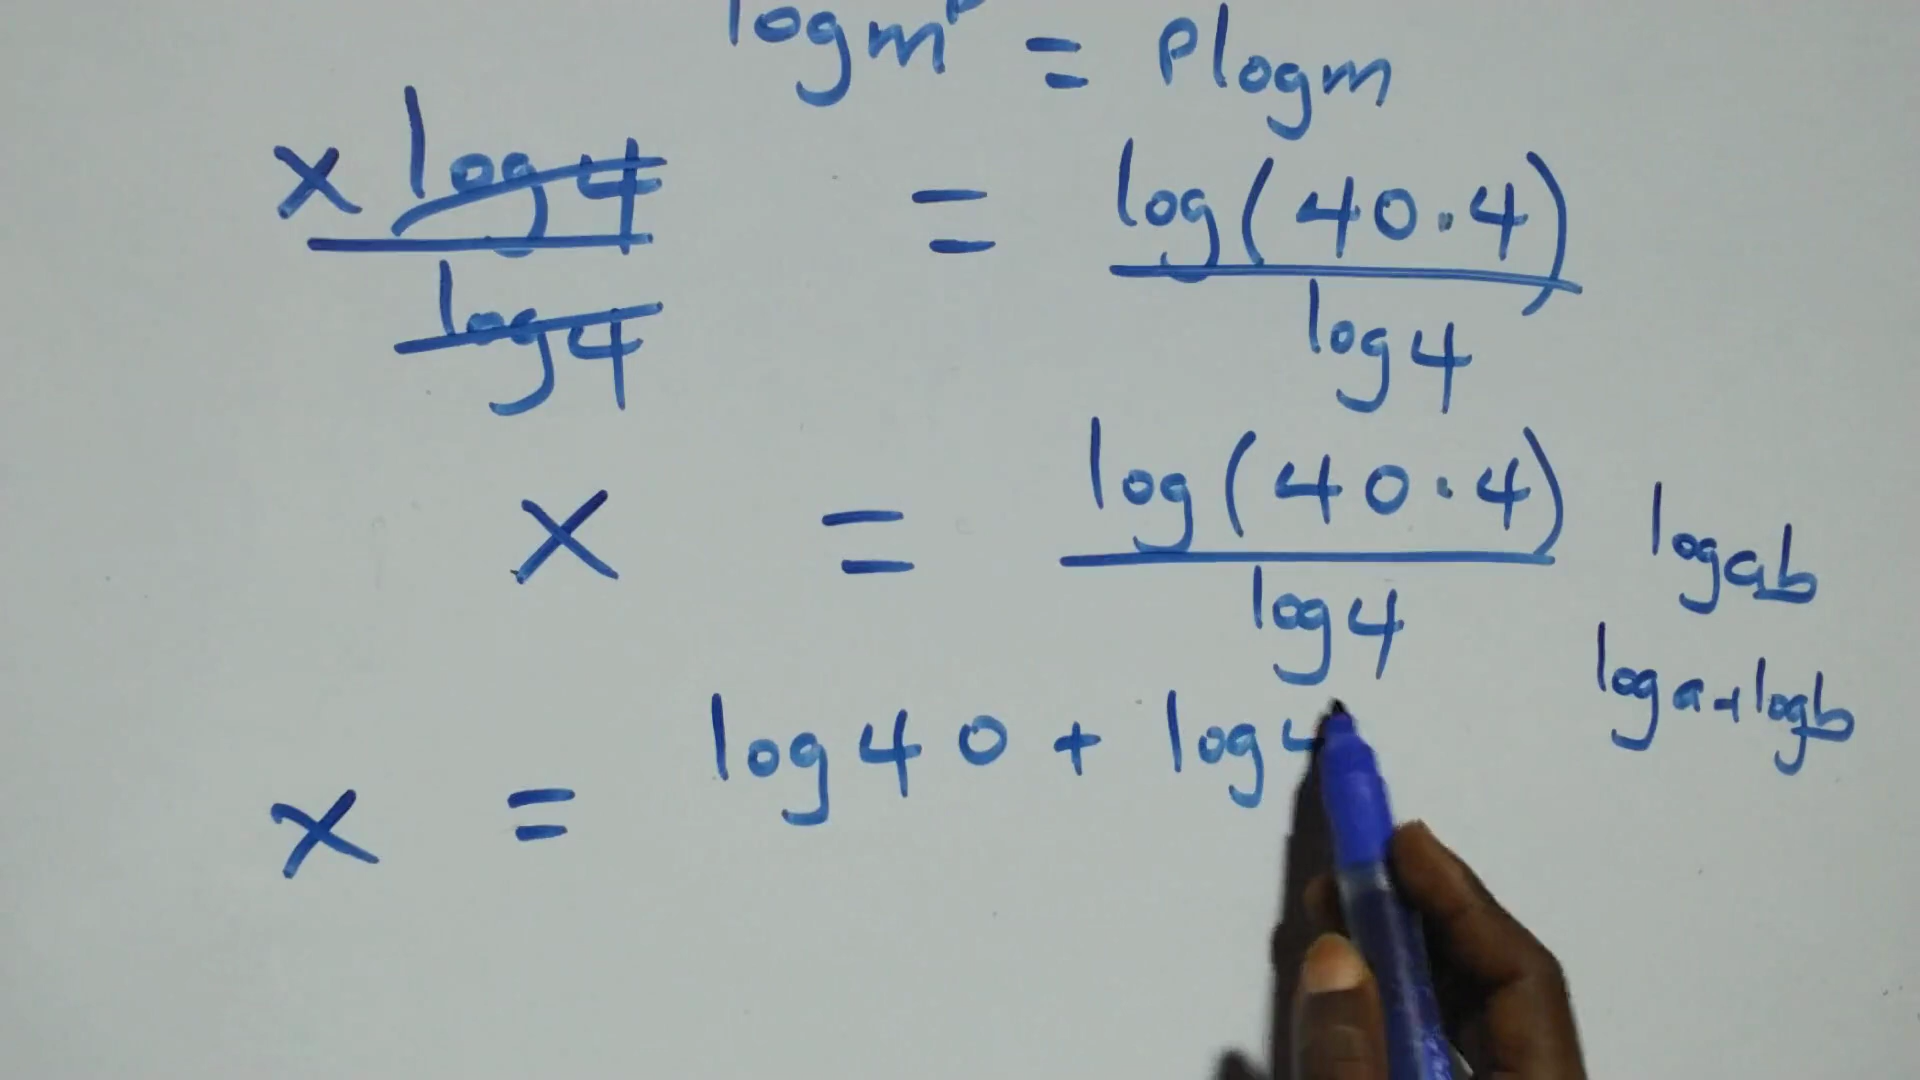 log m^p = P log m
x log 4 / log 4 = log(40·4) / log 4
x = log(40·4) / log 4
log ab
log a + log b
x = log 40 + log 4